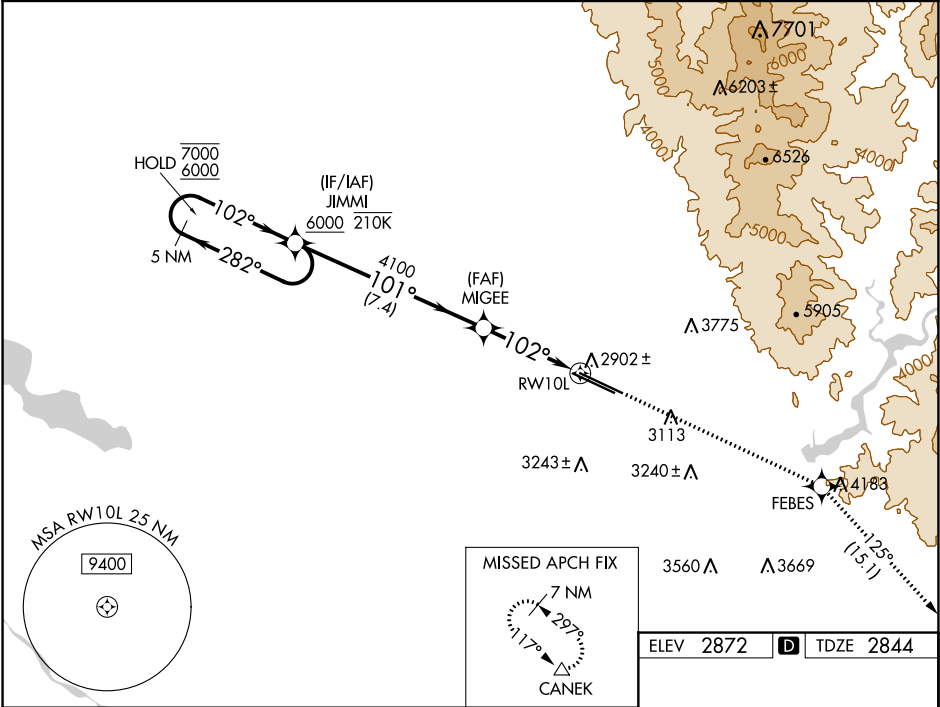 7701
6000
5000
6203±
4000
6526
4000
5000
HOLD 7000
6000
(IF/IAF)
JIMMI
6000 210K
102°
5 NM
282°
4100
101°
(7.4)
(FAF)
MIGEE
102°
3775
5905
2902±
RW10L
4000
3113
3243±
3240±
4183
FEBES
125°
(15.1)
3560
3669
MSA RW10L 25 NM
9400
MISSED APCH FIX
7 NM
297°
117°
CANEK
ELEV 2872 D TDZE 2844